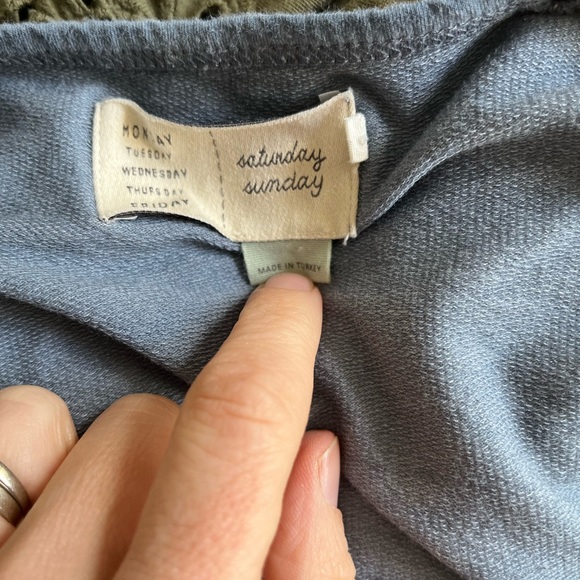 MONDAY
TUESDAY
WEDNESDAY
THURSDAY
FRIDAY
saturday
sunday
MADE IN TURKEY